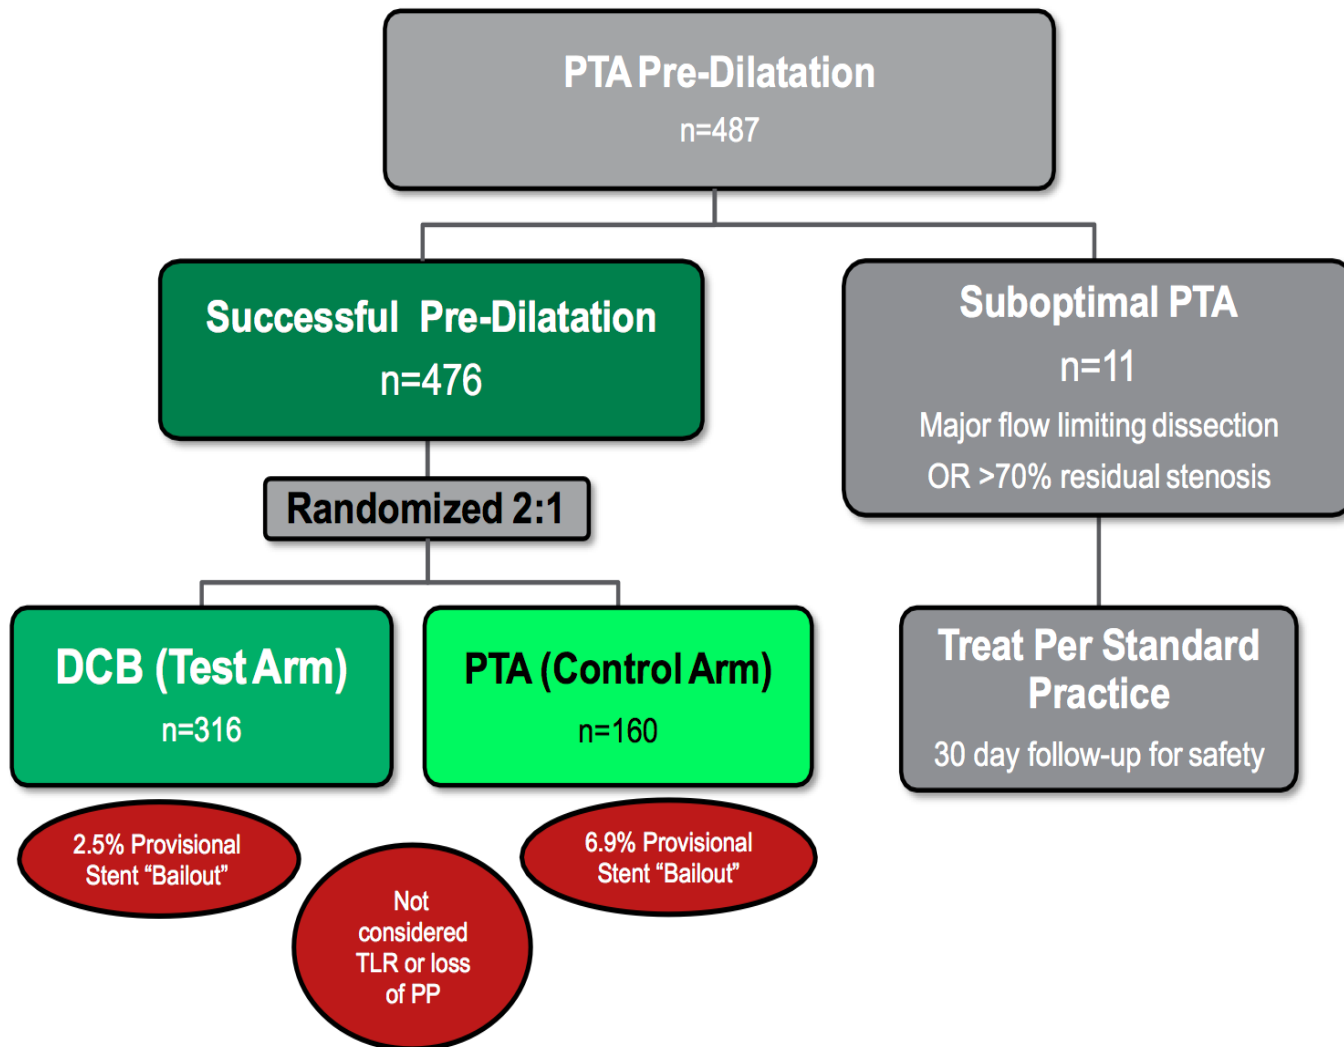 PTA Pre-Dilatation
n=487
Successful Pre-Dilatation
n=476
Suboptimal PTA
n=11
Major flow limiting dissection
OR >70% residual stenosis
Randomized 2:1
DCB (Test Arm)
n=316
PTA (Control Arm)
n=160
Treat Per Standard
Practice
30 day follow-up for safety
2.5% Provisional
Stent “Bailout”
6.9% Provisional
Stent “Bailout”
Not
considered
TLR or loss
of PP